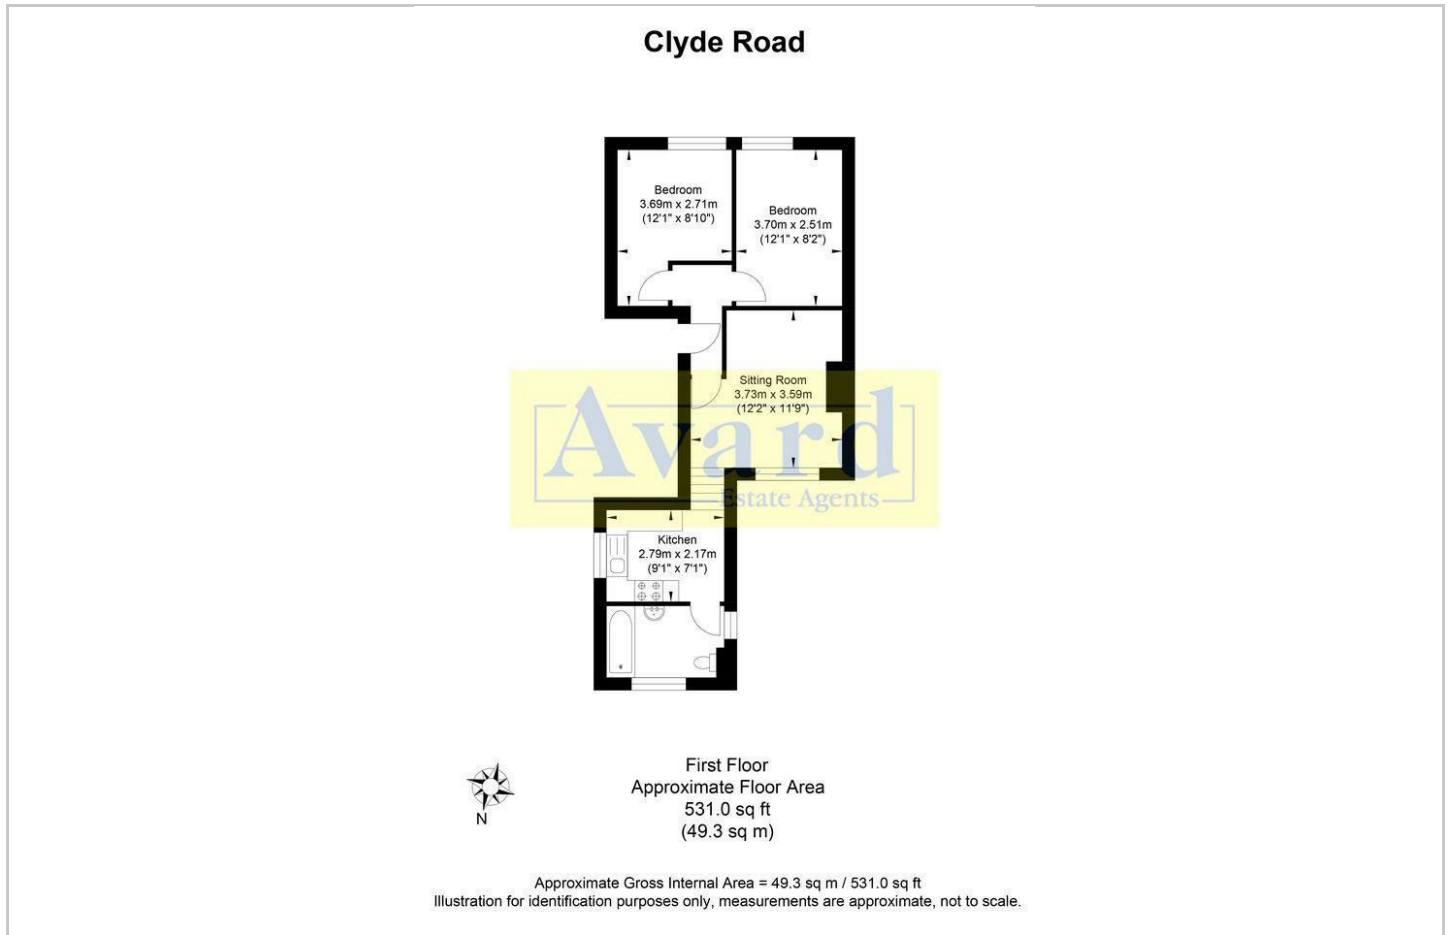 Clyde Road
Bedroom
3.69m x 2.71m
(12'1" x 8'10")
Bedroom
3.70m x 2.51m
(12'1" x 8'2")
Sitting Room
3.73m x 3.59m
(12'2" x 11'9")
Avard
Estate Agents
Kitchen
2.79m x 2.17m
(9'1" x 7'1")
N
First Floor
Approximate Floor Area
531.0 sq ft
(49.3 sq m)
Approximate Gross Internal Area = 49.3 sq m / 531.0 sq ft
Illustration for identification purposes only, measurements are approximate, not to scale.